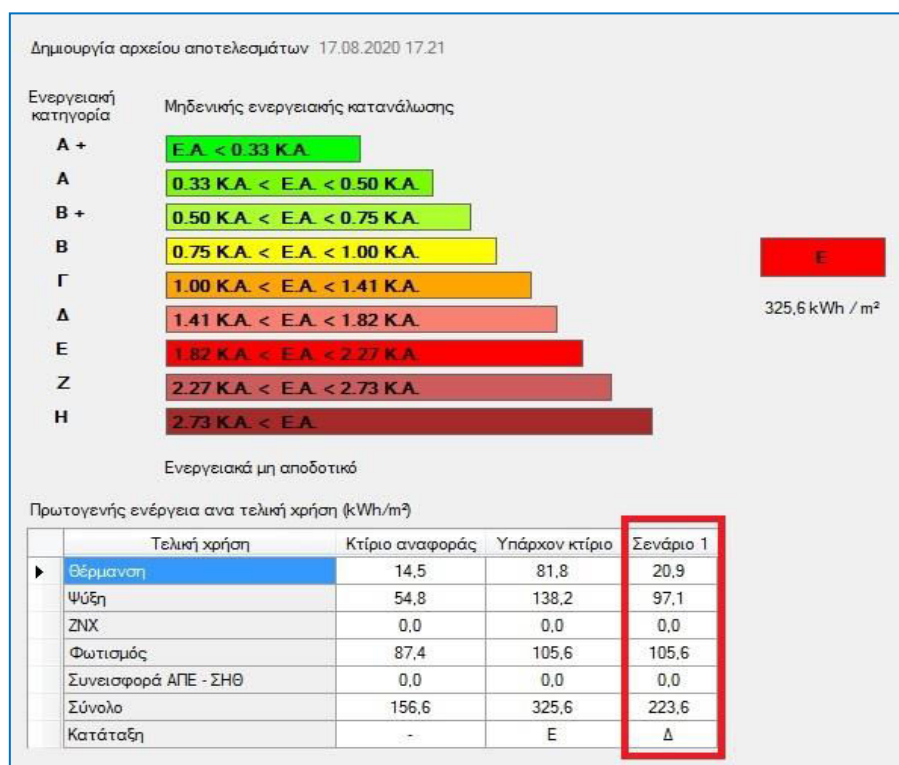 Δημιουργία αρχείου αποτελεσμάτων 17.08.2020 17.21
Ενεργειακή
κατηγορία
Μηδενικής ενεργειακής κατανάλωσης
Α + Ε.Α. < 0.33 Κ.Α.
Α 0.33 Κ.Α. < Ε.Α. < 0.50 Κ.Α.
Β + 0.50 Κ.Α. < Ε.Α. < 0.75 Κ.Α.
Β 0.75 Κ.Α. < Ε.Α. < 1.00 Κ.Α.
Γ 1.00 Κ.Α. < Ε.Α. < 1.41 Κ.Α.
Δ 1.41 Κ.Α. < Ε.Α. < 1.82 Κ.Α.
Ε 1.82 Κ.Α. < Ε.Α. < 2.27 Κ.Α.
Ζ 2.27 Κ.Α. < Ε.Α. < 2.73 Κ.Α.
Η 2.73 Κ.Α. < Ε.Α.
Ε
325,6 kWh / m²
Ενεργειακά μη αποδοτικό
Πρωτογενής ενέργεια ανα τελική χρήση (kWh/m²)
Τελική χρήση Κτίριο αναφοράς Υπάρχον κτίριο Σενάριο 1
Θέρμανση 14,5 81,8 20,9
Ψύξη 54,8 138,2 97,1
ΖΝΧ 0,0 0,0 0,0
Φωτισμός 87,4 105,6 105,6
Συνεισφορά ΑΠΕ - ΣΗΘ 0,0 0,0 0,0
Σύνολο 156,6 325,6 223,6
Κατάταξη - Ε Δ